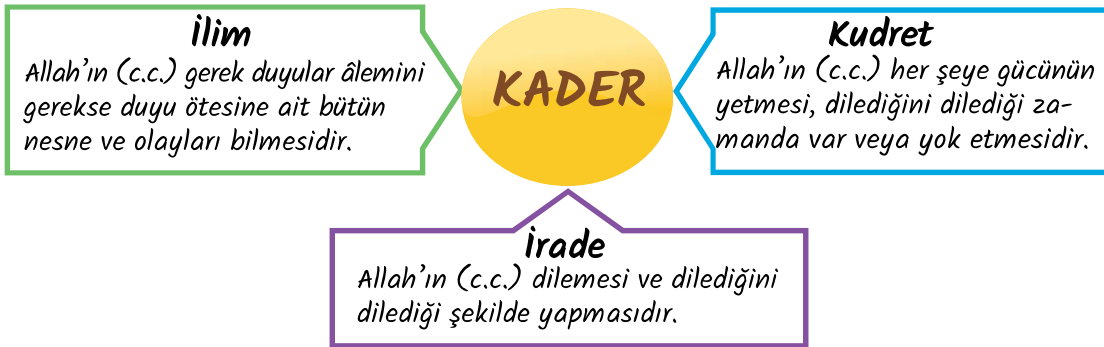 İlim
Allah’ın (c.c.) gerek duyular âlemini
gerekse duyu ötesine ait bütün
nesne ve olayları bilmesidir.
KADER
Kudret
Allah’ın (c.c.) her şeye gücünün
yetmesi, dilediğini dilediği za-
manda var veya yok etmesidir.
İrade
Allah’ın (c.c.) dilemesi ve dilediğini
dilediği şekilde yapmasıdır.